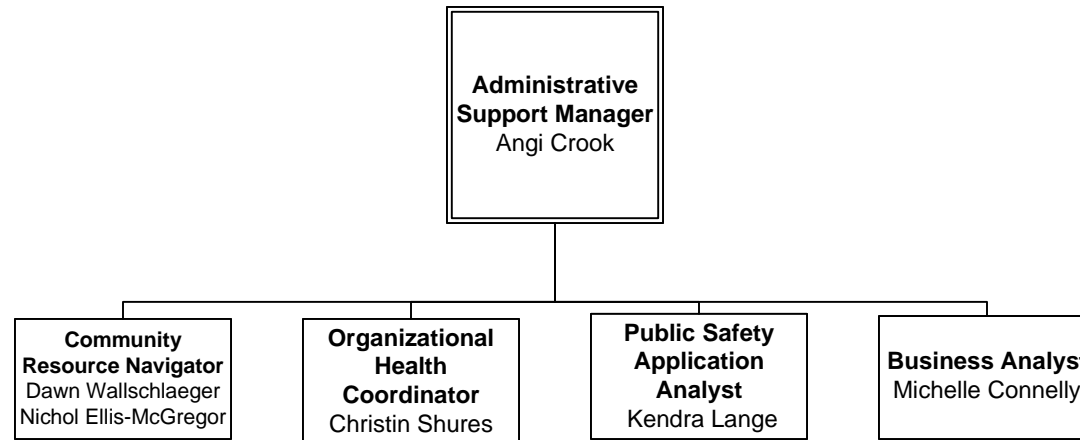 Administrative
Support Manager
Angi Crook
Community
Resource Navigator
Dawn Wallschlaeger
Nichol Ellis-McGregor
Organizational
Health
Coordinator
Christin Shures
Public Safety
Application
Analyst
Kendra Lange
Business Analyst
Michelle Connelly